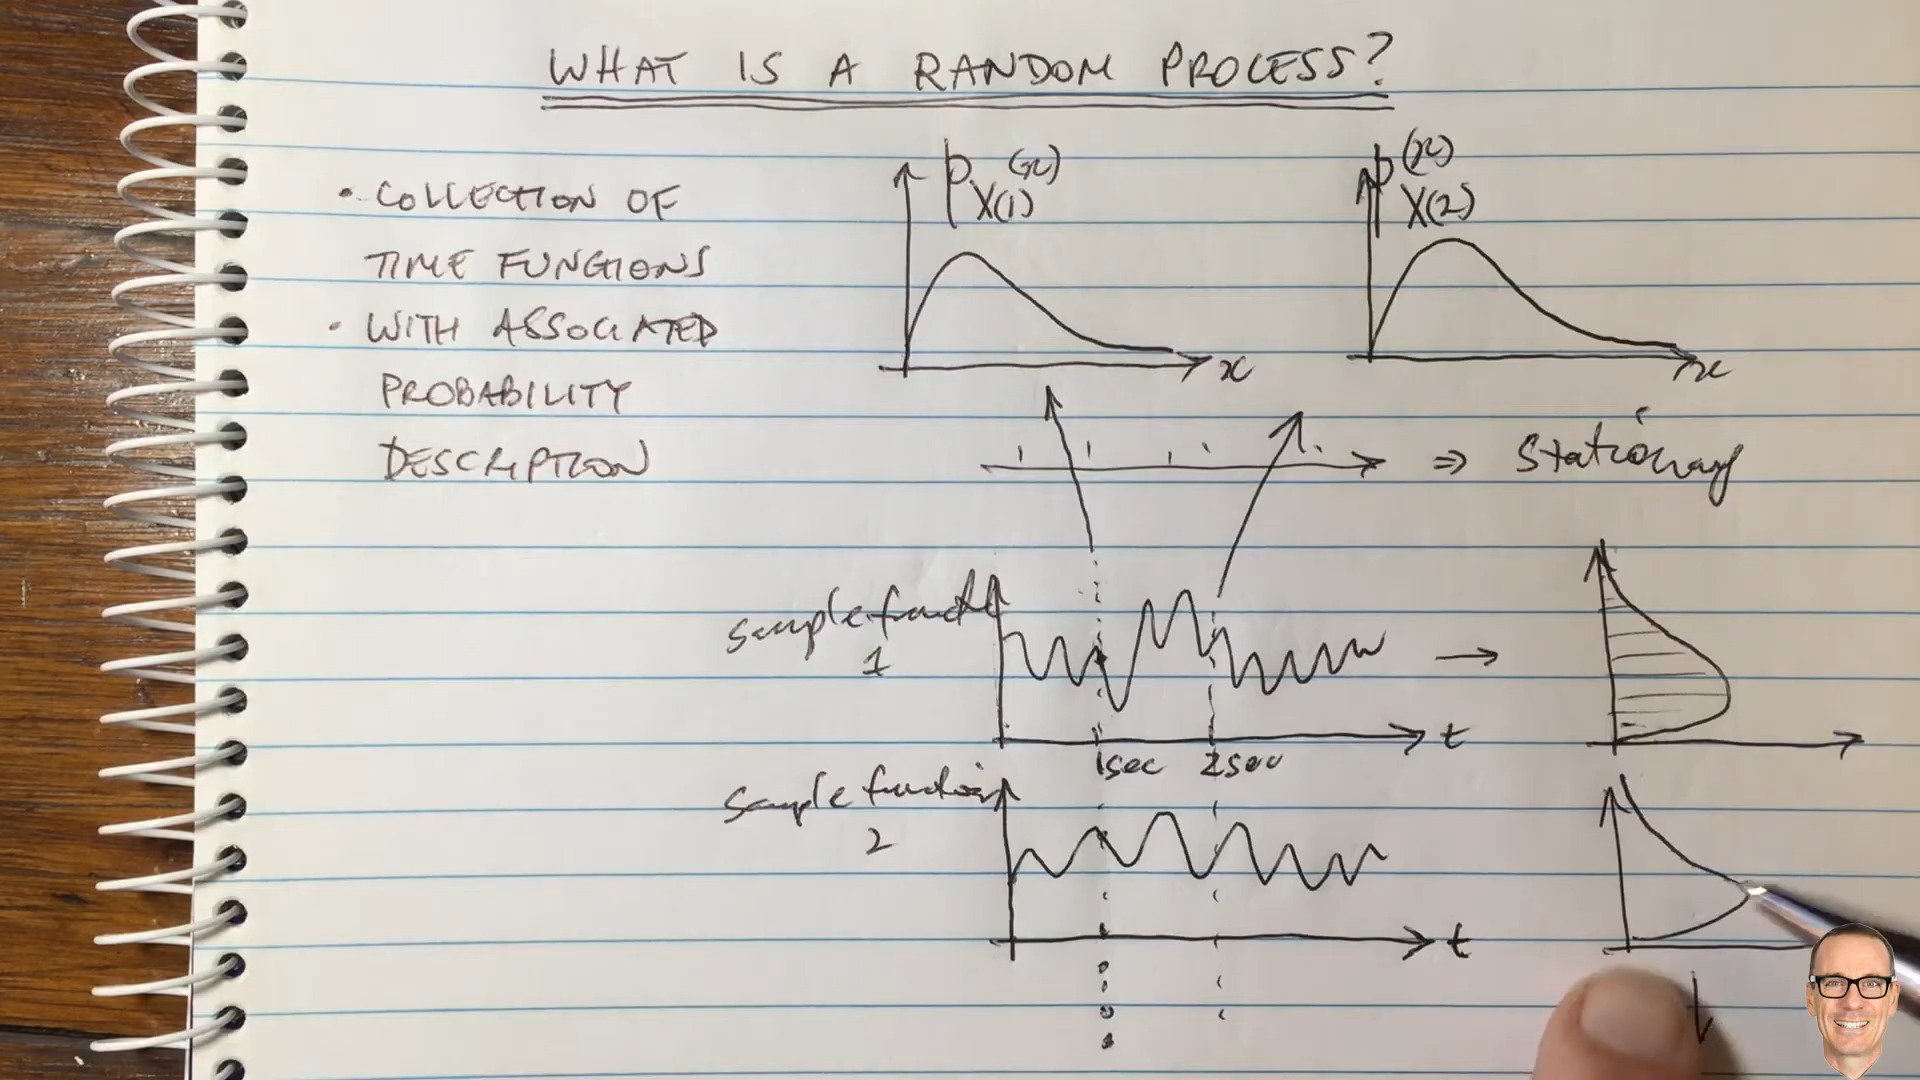 WHAT IS A RANDOM PROCESS?
• COLLECTION OF
TIME FUNCTIONS
• WITH ASSOCIATED
PROBABILITY
DESCRIPTION
p X(1) (x)
x
p X(2) (x)
x
⇒ Stationary
sample funct
1
t
1sec 2sec
sample function
2
t